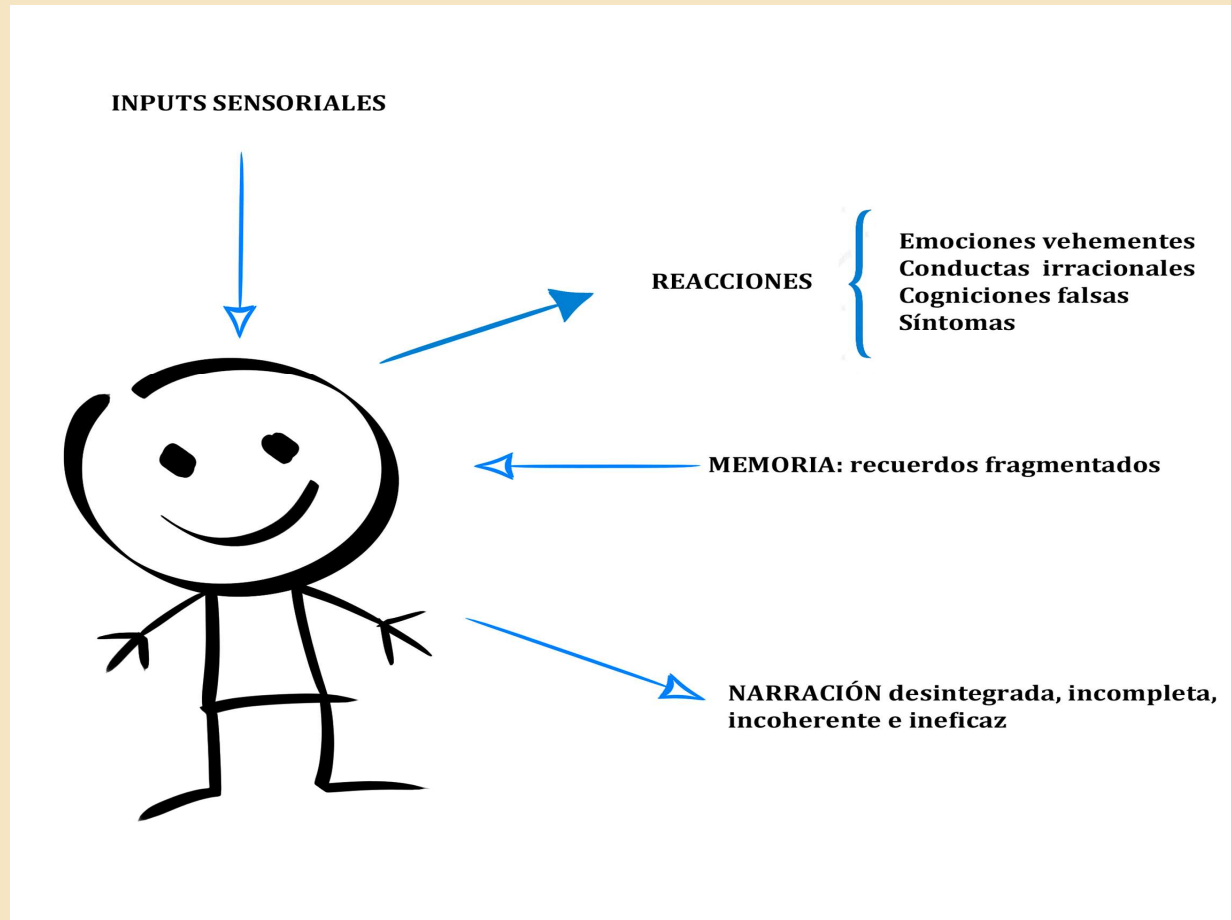 INPUTS SENSORIALES
REACCIONES
Emociones vehementes
Conductas irracionales
Cogniciones falsas
Síntomas
MEMORIA: recuerdos fragmentados
NARRACIÓN desintegrada, incompleta,
incoherente e ineficaz